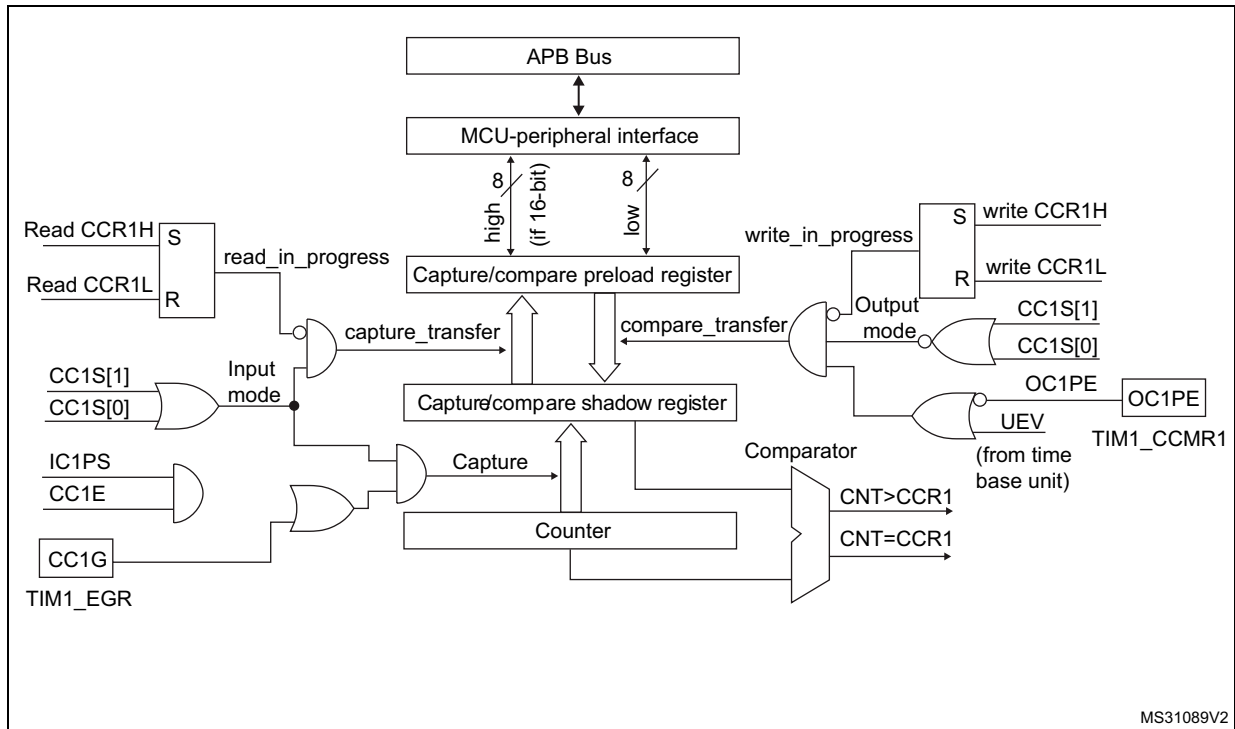 APB Bus
MCU-peripheral interface
8
high
(if 16-bit)
8
low
Read CCR1H
S
read_in_progress
Read CCR1L
R
write_in_progress
S
write CCR1H
R
write CCR1L
Capture/compare preload register
capture_transfer
compare_transfer
Output
mode
CC1S[1]
CC1S[0]
CC1S[1]
CC1S[0]
Input
mode
Capture/compare shadow register
OC1PE
OC1PE
UEV
TIM1_CCMR1
(from time
base unit)
IC1PS
CC1E
Capture
Comparator
CNT>CCR1
CNT=CCR1
Counter
CC1G
TIM1_EGR
MS31089V2